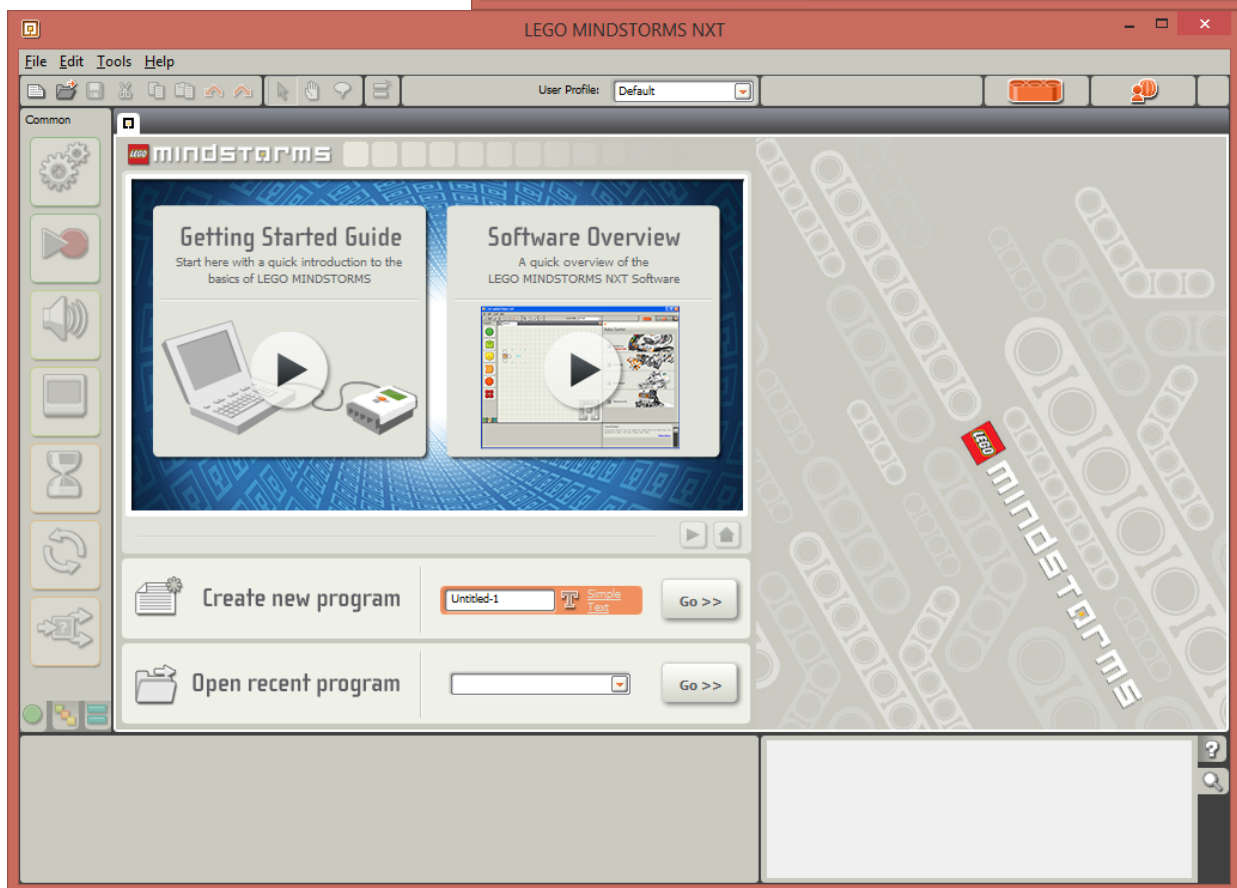 LEGO MINDSTORMS NXT
File Edit Tools Help
User Profile: Default
Common
LEGO mindstorms
Getting Started Guide
Start here with a quick introduction to the
basics of LEGO MINDSTORMS
Software Overview
A quick overview of the
LEGO MINDSTORMS NXT Software
Create new program
Untitled-1
T
Simple
Text
Go >>
Open recent program
Go >>
LEGO
mindstorms
?